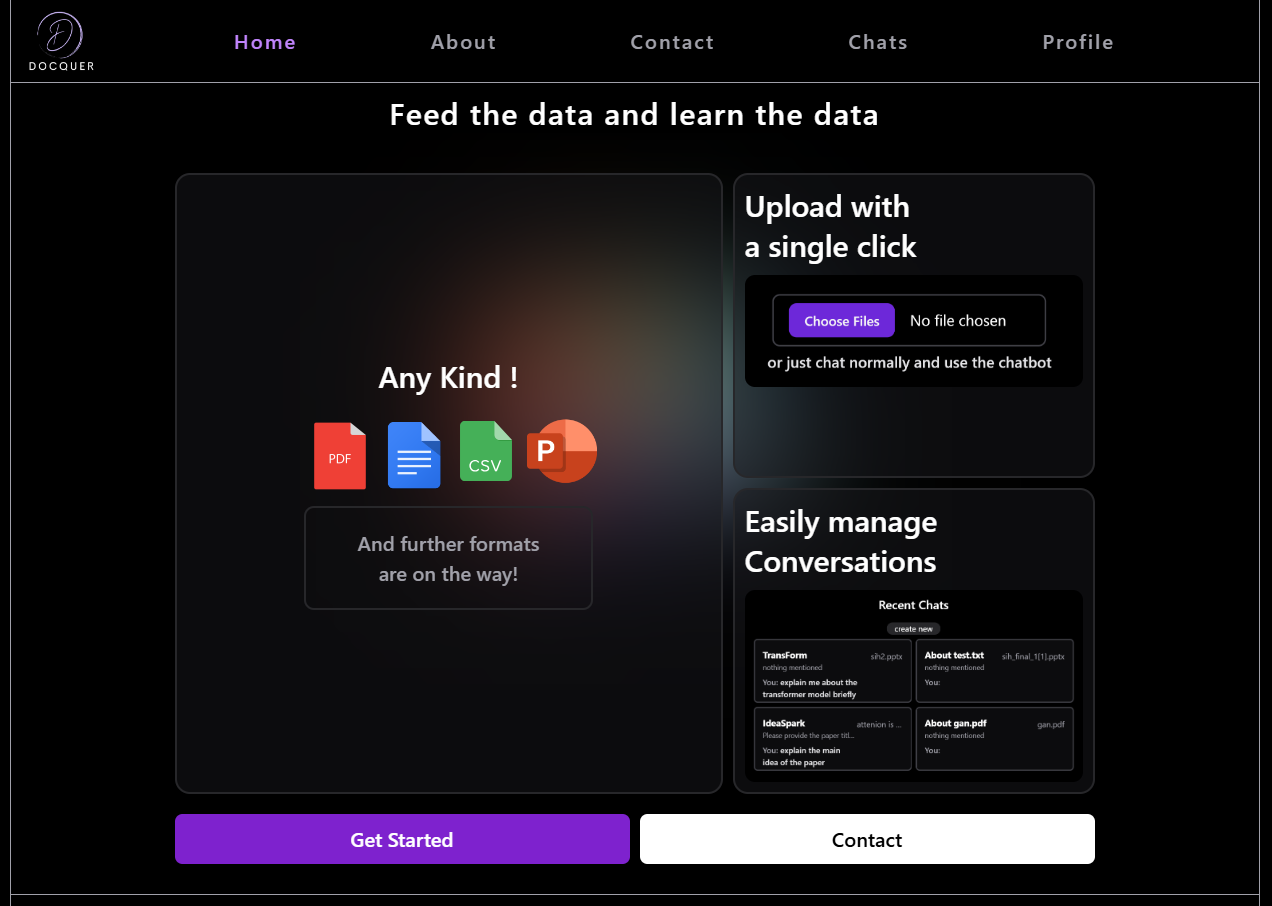 DOCQUER
Home
About
Contact
Chats
Profile
Feed the data and learn the data
Any Kind !
PDF
CSV
P
And further formats
are on the way!
Upload with
a single click
Choose Files
No file chosen
or just chat normally and use the chatbot
Easily manage
Conversations
Recent Chats
create new
TransForm
sih2.pptx
nothing mentioned
You: explain me about the
transformer model briefly
About test.txt
sih_final_1[1].pptx
nothing mentioned
You:
IdeaSpark
attenion is ...
Please provide the paper titl...
You: explain the main
idea of the paper
About gan.pdf
gan.pdf
nothing mentioned
You:
Get Started
Contact